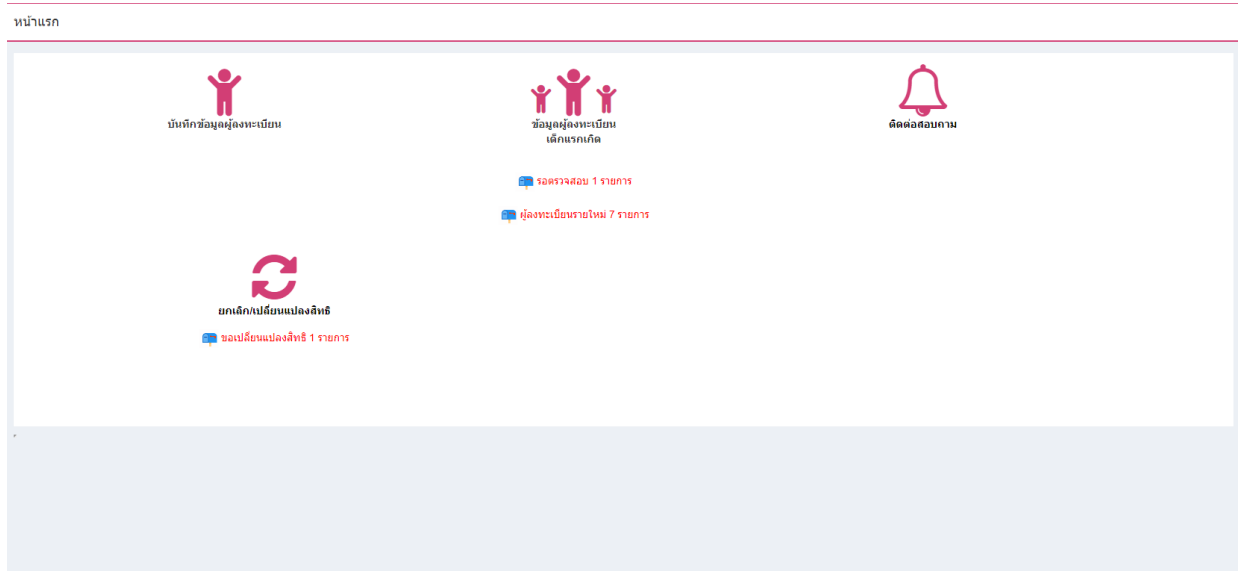 หน้าแรก
บันทึกข้อมูลผู้ลงทะเบียน
ข้อมูลผู้ลงทะเบียน
เด็กแรกเกิด
ติดต่อสอบถาม
รอตรวจสอบ 1 รายการ
ผู้ลงทะเบียนรายใหม่ 7 รายการ
ยกเลิก/เปลี่ยนแปลงสิทธิ
ขอเปลี่ยนแปลงสิทธิ 1 รายการ